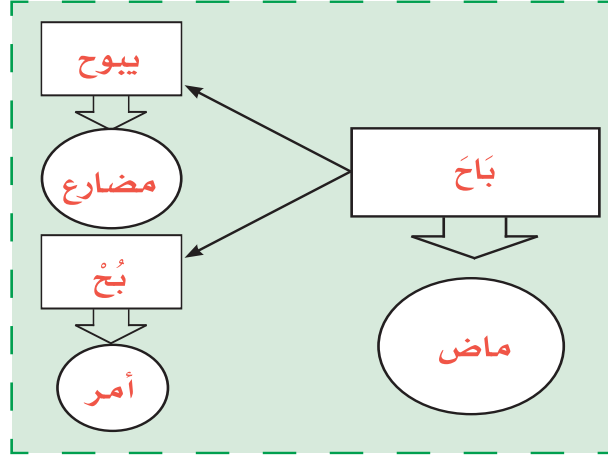 بَاحَ
ماض
يبوح
مضارع
بُحْ
أمر